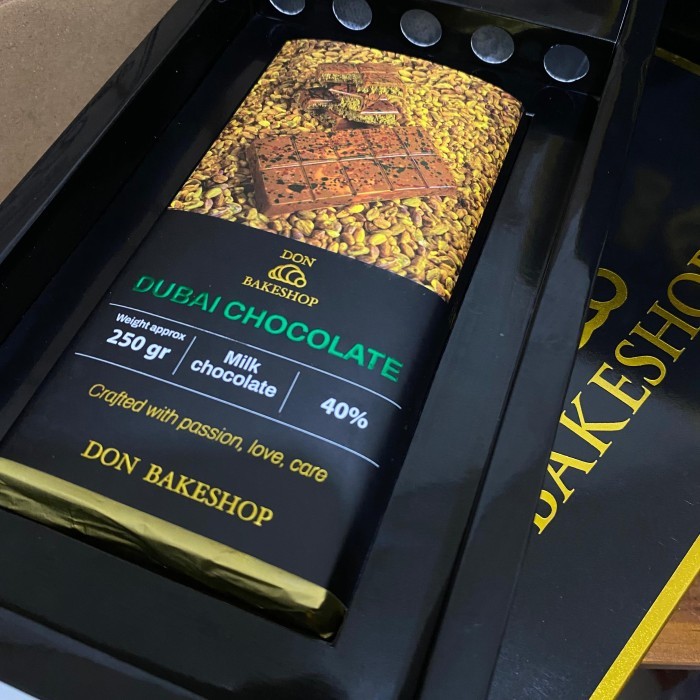 DON
BAKESHOP
DUBAI CHOCOLATE
Weight approx
250 gr
Milk
chocolate
40%
Crafted with passion, love, care
DON BAKESHOP
BAKESHOP